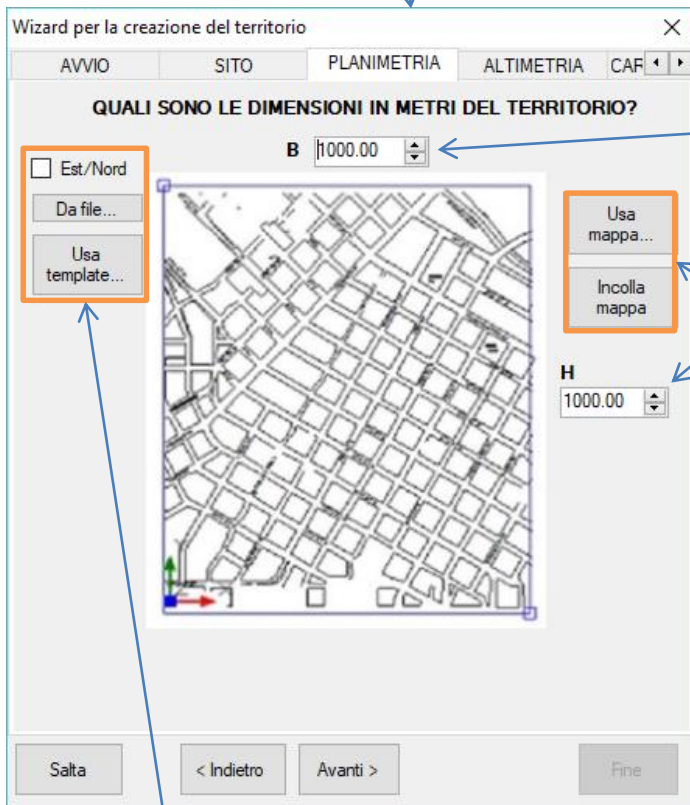 Wizard per la creazione del territorio
AVVIO SITO PLANIMETRIA ALTIMETRIA CAR
QUALI SONO LE DIMENSIONI IN METRI DEL TERRITORIO?
B 1000.00
Est/Nord
Da file...
Usa
template...
Usa
mappa...
Incolla
mappa
H
1000.00
Salta < Indietro Avanti > Fine